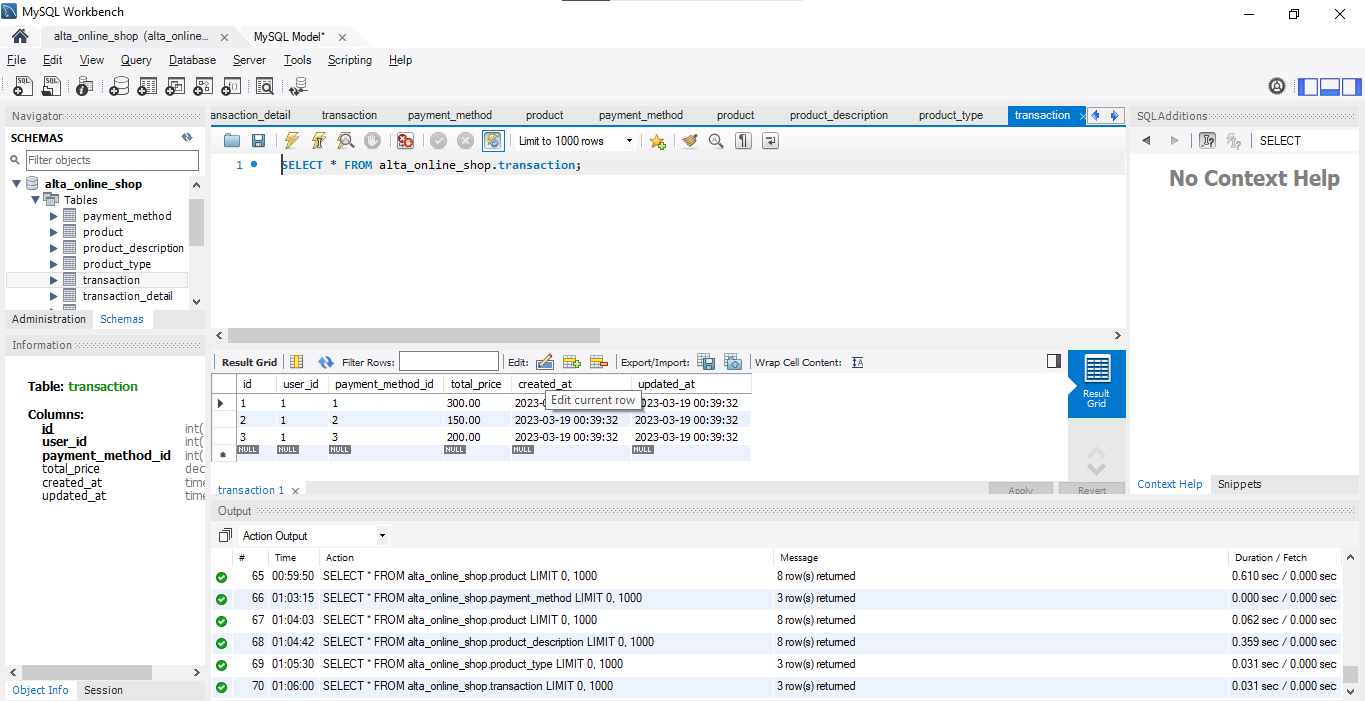 MySQL Workbench
alta_online_shop (alta_online...
MySQL Model*
File Edit View Query Database Server Tools Scripting Help
Navigator
SCHEMAS
Filter objects
alta_online_shop
Tables
payment_method
product
product_description
product_type
transaction
transaction_detail
Administration Schemas
Information
Table: transaction
Columns:
id int(
user_id int(
payment_method_id int(
total_price dec
created_at time
updated_at time
Object Info Session
ansaction_detail transaction payment_method product payment_method product product_description product_type transaction
Limit to 1000 rows
1 SELECT * FROM alta_online_shop.transaction;
Result Grid Filter Rows: Edit: Export/Import: Wrap Cell Content: IA
id user_id payment_method_id total_price created_at updated_at
1 1 1 300.00 2023-0 2023-03-19 00:39:32
Edit current row
2 1 2 150.00 2023-03-19 00:39:32 2023-03-19 00:39:32
3 1 3 200.00 2023-03-19 00:39:32 2023-03-19 00:39:32
NULL NULL NULL NULL NULL NULL
Result
Grid
transaction 1
Apply Revert
SQLAdditions
SELECT
No Context Help
Context Help Snippets
Output
Action Output
# Time Action Message Duration / Fetch
65 00:59:50 SELECT * FROM alta_online_shop.product LIMIT 0, 1000 8 row(s) returned 0.610 sec / 0.000 sec
66 01:03:15 SELECT * FROM alta_online_shop.payment_method LIMIT 0, 1000 3 row(s) returned 0.000 sec / 0.000 sec
67 01:04:03 SELECT * FROM alta_online_shop.product LIMIT 0, 1000 8 row(s) returned 0.062 sec / 0.000 sec
68 01:04:42 SELECT * FROM alta_online_shop.product_description LIMIT 0, 1000 8 row(s) returned 0.359 sec / 0.000 sec
69 01:05:30 SELECT * FROM alta_online_shop.product_type LIMIT 0, 1000 3 row(s) returned 0.031 sec / 0.000 sec
70 01:06:00 SELECT * FROM alta_online_shop.transaction LIMIT 0, 1000 3 row(s) returned 0.031 sec / 0.000 sec